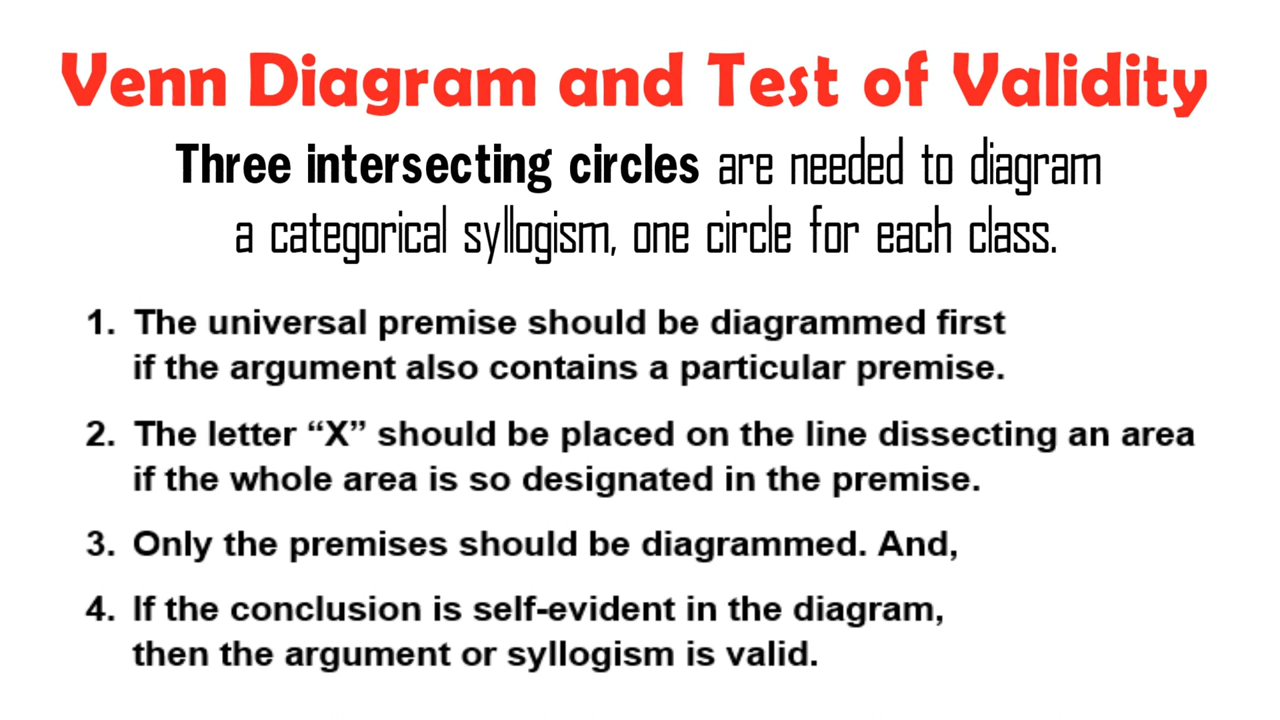 Venn Diagram and Test of Validity
Three intersecting circles are needed to diagram
a categorical syllogism, one circle for each class.
1. The universal premise should be diagrammed first
if the argument also contains a particular premise.
2. The letter “X” should be placed on the line dissecting an area
if the whole area is so designated in the premise.
3. Only the premises should be diagrammed. And,
4. If the conclusion is self-evident in the diagram,
then the argument or syllogism is valid.